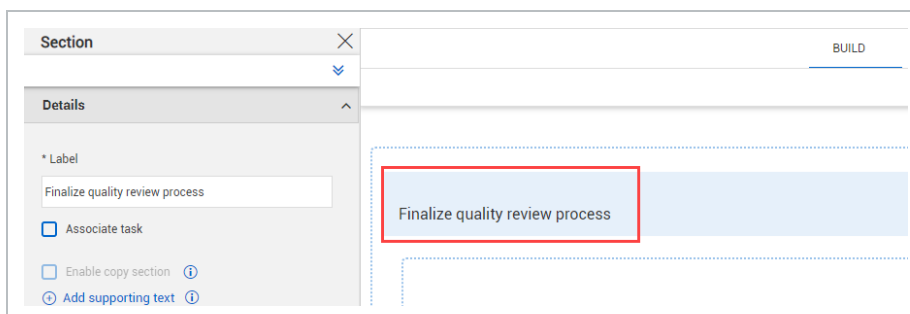 Section
BUILD
Details
* Label
Finalize quality review process
Finalize quality review process
Associate task
Enable copy section
Add supporting text